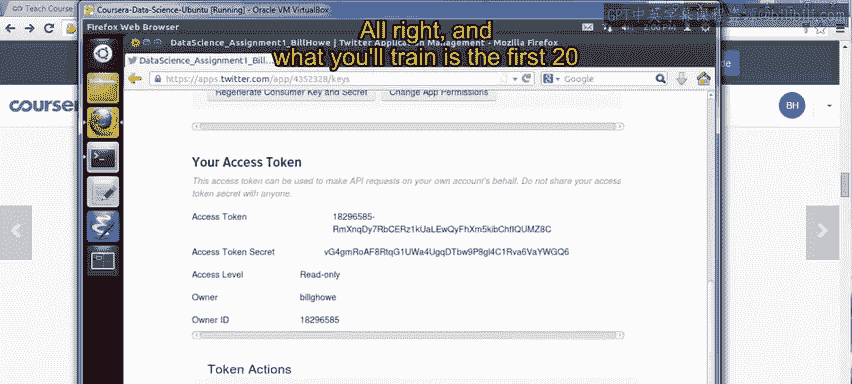 Teach Course
Coursera-Data-Science-Ubuntu [Running] - Oracle VM VirtualBox
Firefox Web Browser
All right, and
DataScience_Assignment1_BillHowe | Twitter Application Management - Mozilla Firefox
what you'll train is the first 20
DataScience_Assignment1_Bill...
https://apps.twitter.com/app/4352328/keys
Google
Regenerate Consumer Key and Secret
Change App Permissions
coursera
BH
Your Access Token
This access token can be used to make API requests on your own account's behalf. Do not share your access
token secret with anyone.
Access Token
18296585-
Access Token Secret
Access Level
Read-only
Owner
billghowe
Owner ID
18296585
Token Actions